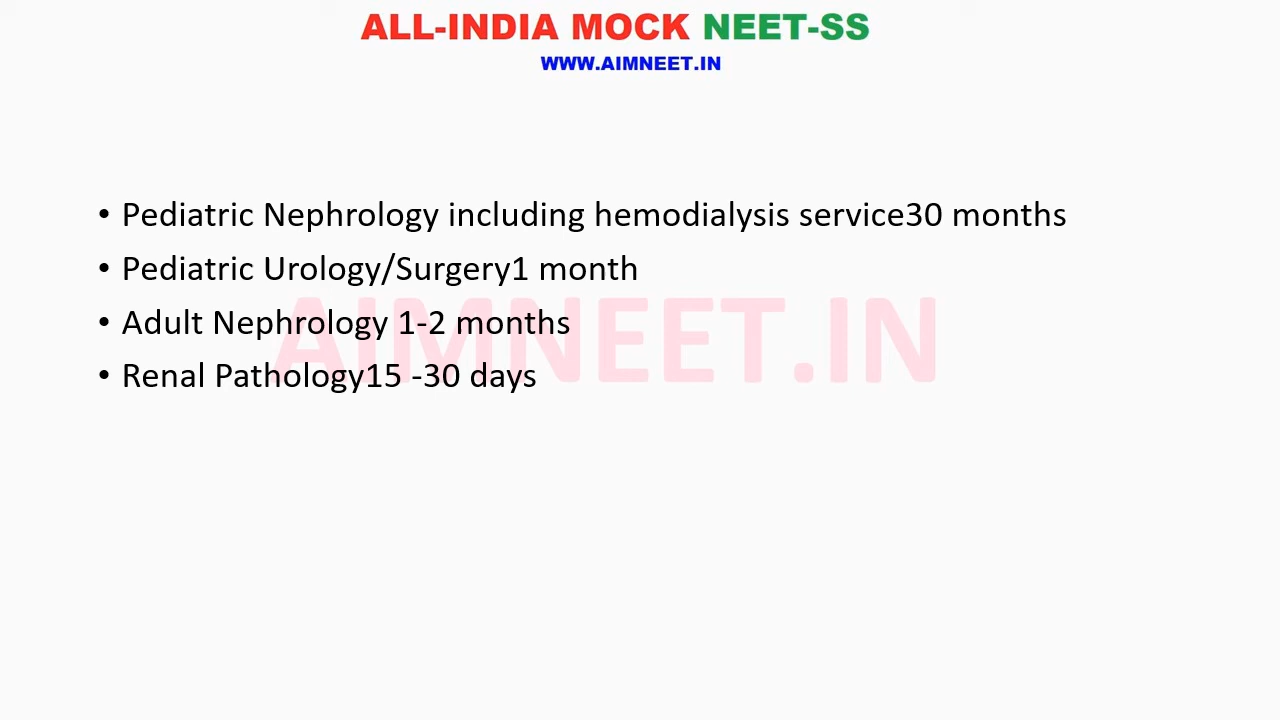 ALL-INDIA MOCK NEET-SS
WWW.AIMNEET.IN
• Pediatric Nephrology including hemodialysis service30 months
• Pediatric Urology/Surgery1 month
AIMNEET.IN
• Adult Nephrology 1-2 months
• Renal Pathology15 -30 days